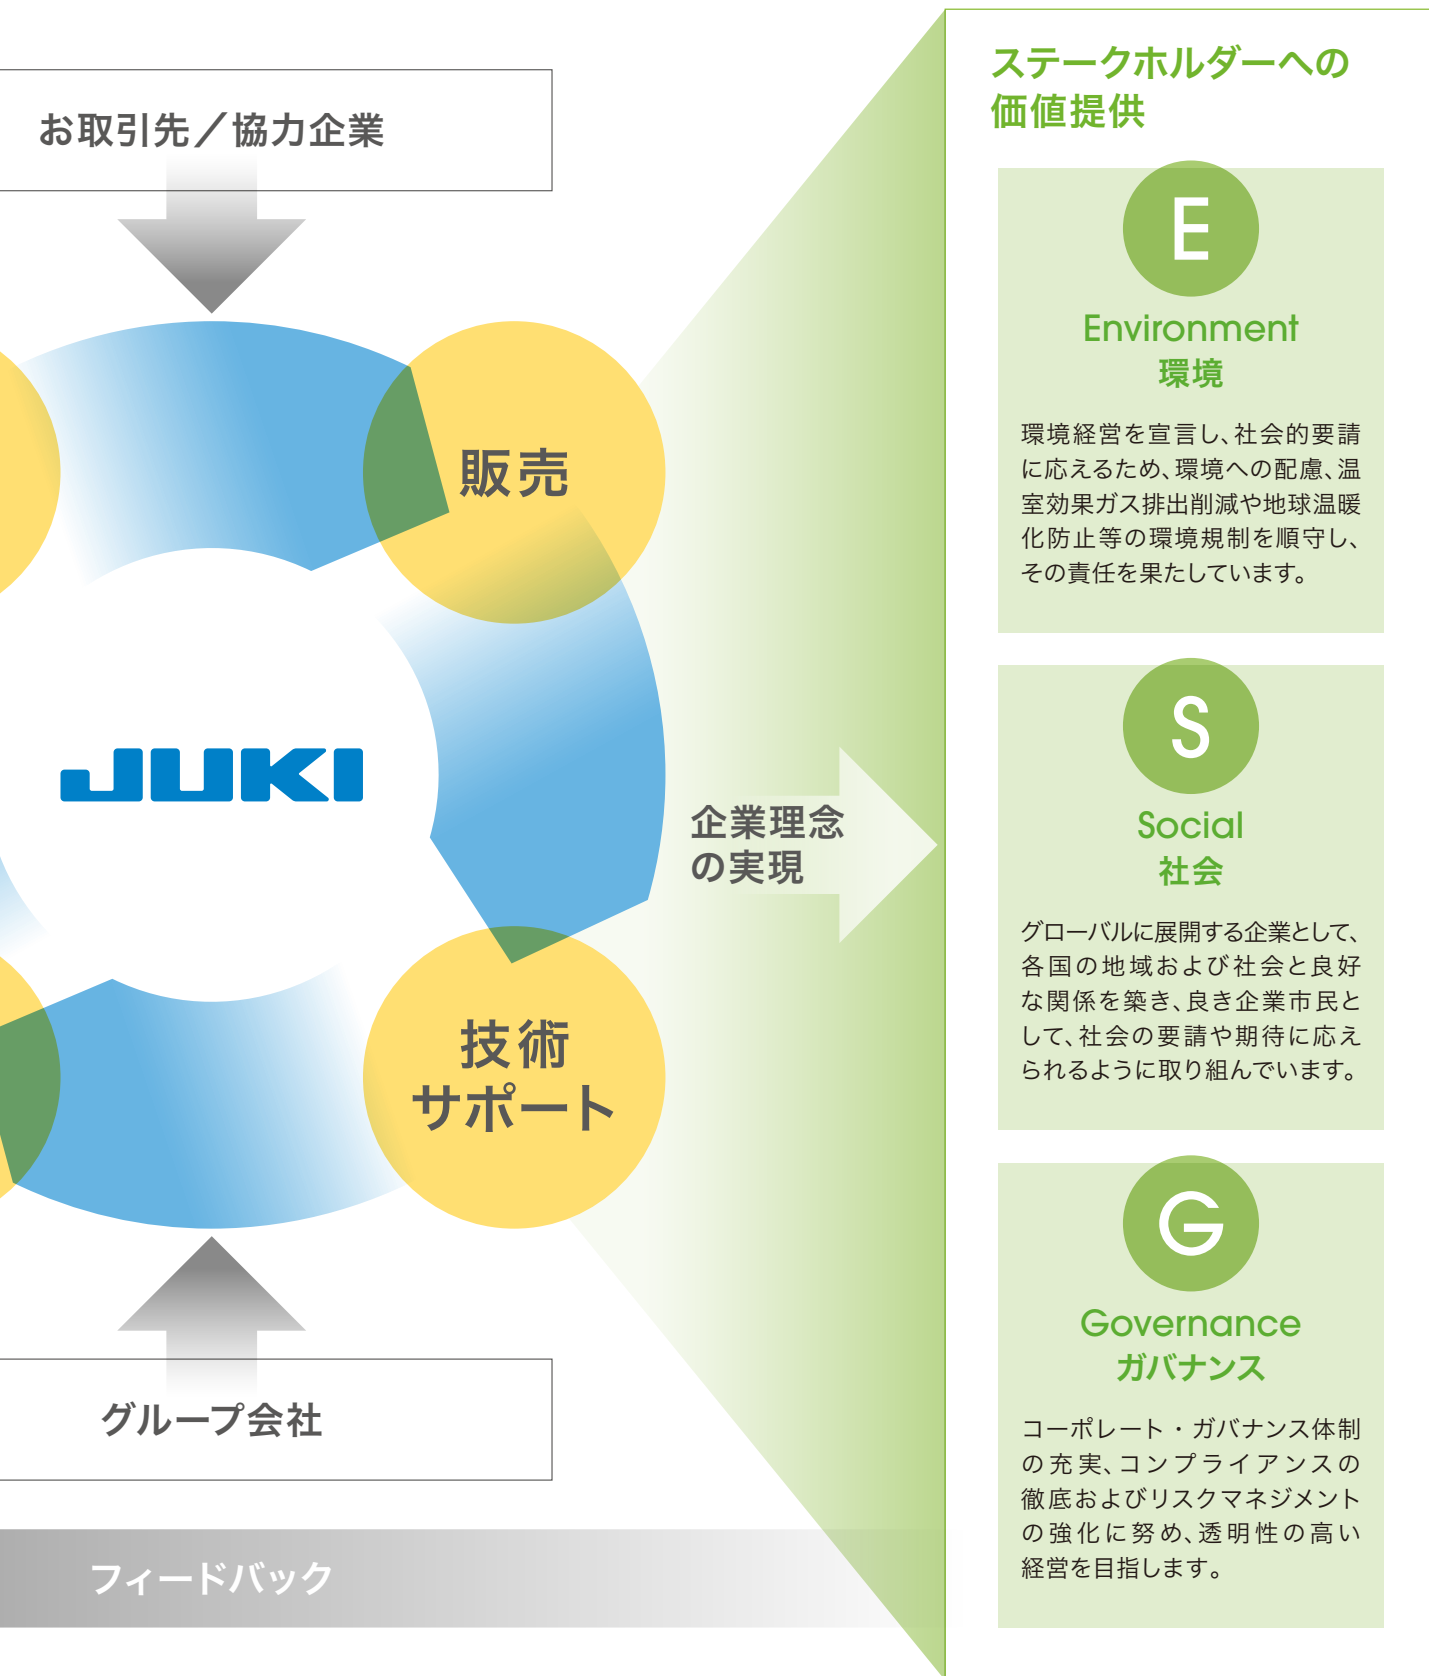 お取引先／協力企業
販売
JUKI
技術
サポート
グループ会社
フィードバック
企業理念
の実現
ステークホルダーへの
価値提供
E
Environment
環境
環境経営を宣言し、社会的要請
に応えるため、環境への配慮、温
室効果ガス排出削減や地球温暖
化防止等の環境規制を順守し、
その責任を果たしています。
S
Social
社会
グローバルに展開する企業として、
各国の地域および社会と良好
な関係を築き、良き企業市民と
して、社会の要請や期待に応え
られるように取り組んでいます。
G
Governance
ガバナンス
コーポレート・ガバナンス体制
の充実、コンプライアンスの
徹底およびリスクマネジメント
の強化に努め、透明性の高い
経営を目指します。